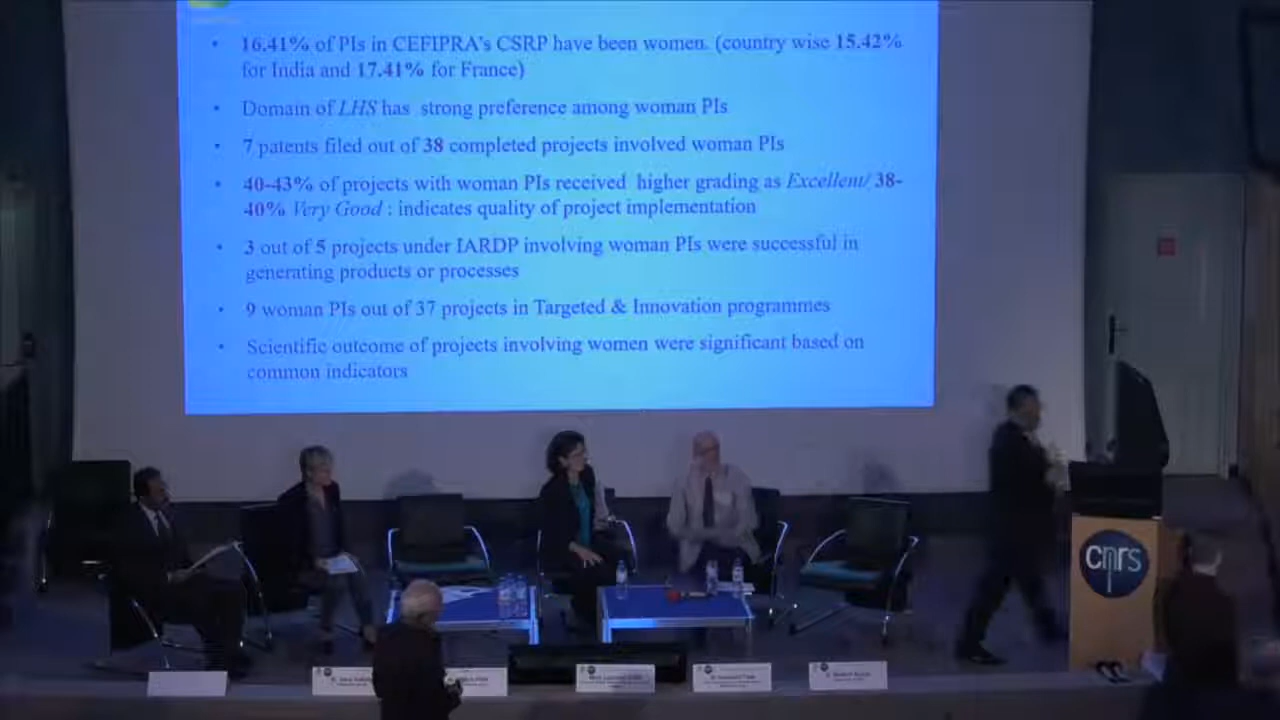 • 16.41% of PIs in CEFIPRA's CSRP have been women. (country wise 15.42%
for India and 17.41% for France)
• Domain of LHS has strong preference among woman PIs
• 7 patents filed out of 38 completed projects involved woman PIs
• 40-43% of projects with woman PIs received higher grading as Excellent/ 38-
40% Very Good : indicates quality of project implementation
• 3 out of 5 projects under IARDP involving woman PIs were successful in
generating products or processes
• 9 woman PIs out of 37 projects in Targeted & Innovation programmes
• Scientific outcome of projects involving women were significant based on
common indicators
cnrs